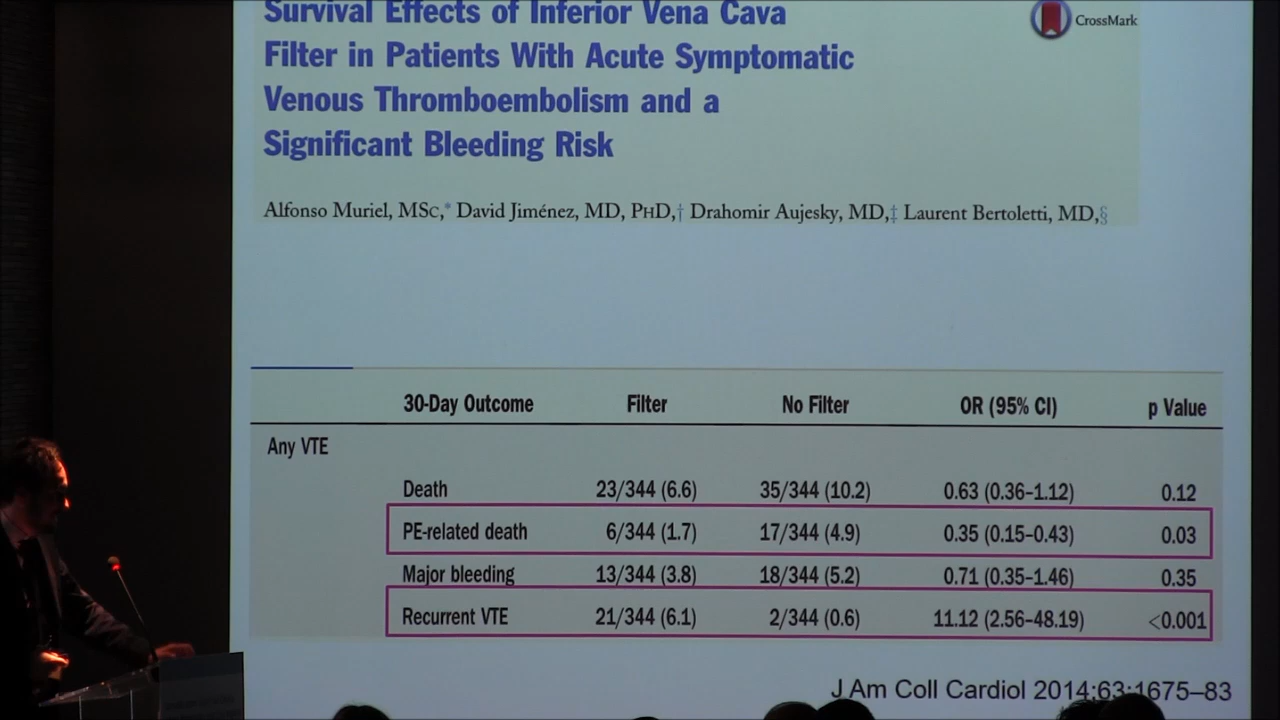 Survival Effects of Inferior Vena Cava
CrossMark
Filter in Patients With Acute Symptomatic
Venous Thromboembolism and a
Significant Bleeding Risk
Alfonso Muriel, MSC,* David Jiménez, MD, PHD,† Drahomir Aujesky, MD,‡ Laurent Bertoletti, MD,§
30-Day Outcome Filter No Filter OR (95% CI) p Value
Any VTE
Death 23/344 (6.6) 35/344 (10.2) 0.63 (0.36–1.12) 0.12
PE-related death 6/344 (1.7) 17/344 (4.9) 0.35 (0.15–0.43) 0.03
Major bleeding 13/344 (3.8) 18/344 (5.2) 0.71 (0.35–1.46) 0.35
Recurrent VTE 21/344 (6.1) 2/344 (0.6) 11.12 (2.56–48.19) <0.001
J Am Coll Cardiol 2014;63:1675–83